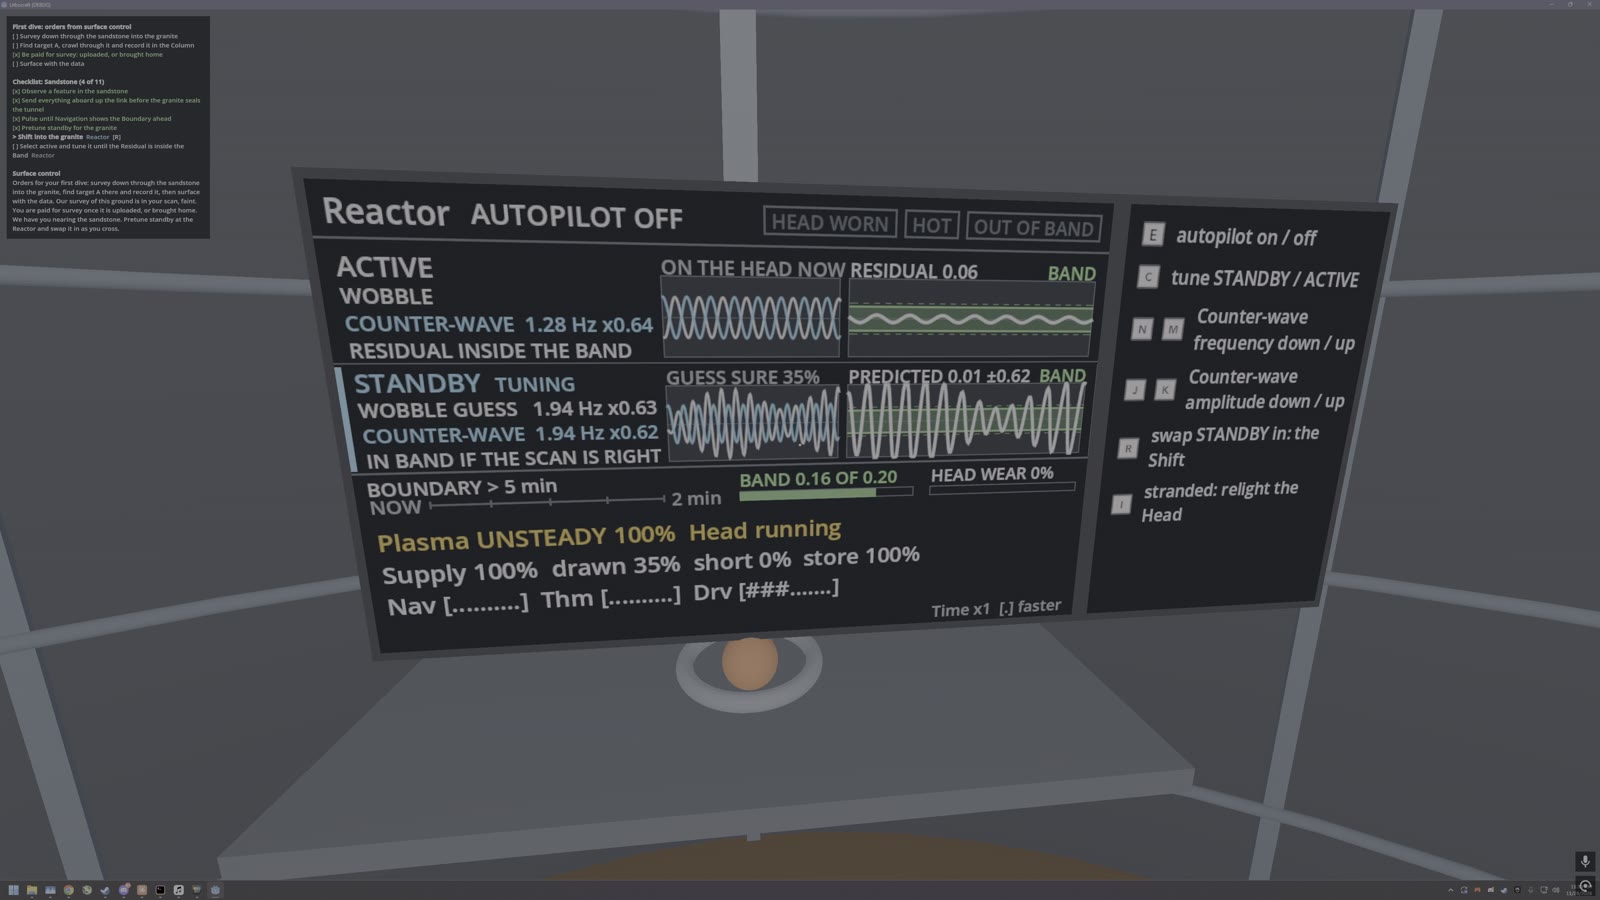 First dive: orders from surface control
[ ] Survey down through the sandstone into the granite
[ ] Find target A, crawl through it and record it in the Column
[x] Be paid for survey: uploaded, or brought home
[ ] Surface with the data
Checklist: Sandstone (4 of 11)
[x] Observe a feature in the sandstone
[x] Send everything aboard up the link before the granite seals
the tunnel
[x] Pulse until Navigation shows the Boundary ahead
[x] Pretune standby for the granite
> Shift into the granite Reactor [R]
[ ] Select active and tune it until the Residual is inside the
Band Reactor
Surface control
Orders for your first dive: survey down through the sandstone
into the granite, find target A there and record it, then surface
with the data. Our survey of this ground is in your scan, faint.
You are paid for survey once it is uploaded, or brought home.
We have you nearing the sandstone. Pretune standby at the
Reactor and swap it in as you cross.
Reactor AUTOPILOT OFF HEAD WORN HOT OUT OF BAND
ACTIVE ON THE HEAD NOW RESIDUAL 0.06 BAND
WOBBLE
COUNTER-WAVE 1.28 Hz x0.64
RESIDUAL INSIDE THE BAND
STANDBY TUNING GUESS SURE 35% PREDICTED 0.01 ±0.62 BAND
WOBBLE GUESS 1.94 Hz x0.63
COUNTER-WAVE 1.94 Hz x0.62
IN BAND IF THE SCAN IS RIGHT
BOUNDARY > 5 min BAND 0.16 OF 0.20 HEAD WEAR 0%
NOW 2 min
Plasma UNSTEADY 100% Head running
Supply 100% drawn 35% short 0% store 100%
Nav [..........] Thm [..........] Drv [###.......]
Time x1 [.] faster
E autopilot on / off
C tune STANDBY / ACTIVE
N M Counter-wave
frequency down / up
J K Counter-wave
amplitude down / up
R swap STANDBY in: the
Shift
I stranded: relight the
Head